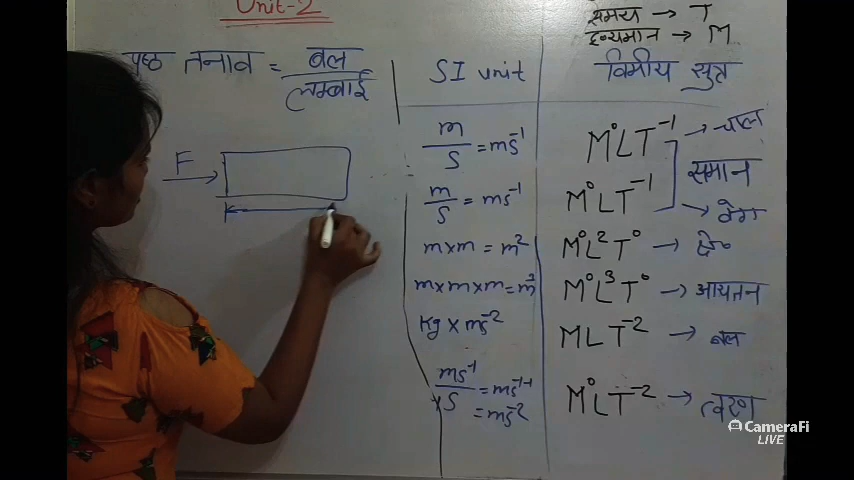 Unit-2
समय → T
द्रव्यमान → M
पृष्ठ तनाव = बल / लम्बाई
SI unit
विमीय सुत्र
F
m/s = ms⁻¹
M⁰LT⁻¹ → चाल
समान
m/s = ms⁻¹
M⁰LT⁻¹ → वेग
m×m = m²
M⁰L²T⁰ → क्षे०
m×m×m = m³
M⁰L³T⁰ → आयतन
Kg × ms⁻²
MLT⁻² → बल
ms⁻¹/s = ms⁻¹⁻¹
= ms⁻²
M⁰LT⁻² → त्वरण
CameraFi
LIVE